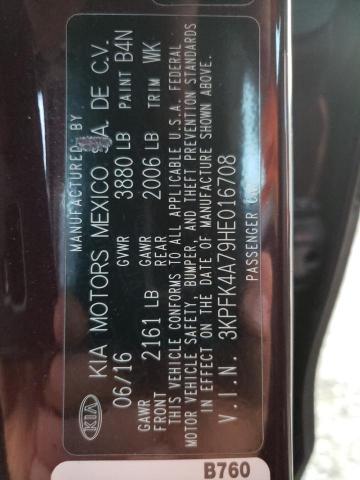 MANUFACTURED BY
KIA MOTORS MEXICO S.A. DE C.V.
KIA
06/16 GVWR 3880 LB PAINT B4N
GAWR FRONT 2161 LB GAWR REAR 2006 LB TRIM WK
THIS VEHICLE CONFORMS TO ALL APPLICABLE U.S.A. FEDERAL
MOTOR VEHICLE SAFETY, BUMPER, AND THEFT PREVENTION STANDARDS
IN EFFECT ON THE DATE OF MANUFACTURE SHOWN ABOVE.
V.I.N. 3KPFK4A79HE016708
PASSENGER
B760